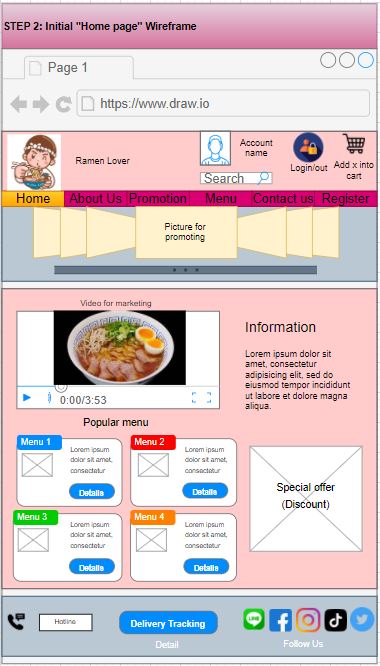 STEP 2: Initial "Home page" Wireframe
Page 1
https://www.draw.io
Ramen Lover
Account
name
Login/out
Add x into
cart
Search
Home
About Us
Promotion
Menu
Contact us
Register
Picture for
promoting
Video for marketing
0:00/3:53
Information
Lorem ipsum dolor sit
amet, consectetur
adipisicing elit, sed do
eiusmod tempor incididunt
ut labore et dolore magna
aliqua.
Popular menu
Menu 1
Lorem ipsum
dolor sit amet,
consectetur
Details
Menu 2
Lorem ipsum
dolor sit amet,
consectetur
Details
Menu 3
Lorem ipsum
dolor sit amet,
consectetur
Details
Menu 4
Lorem ipsum
dolor sit amet,
consectetur
Details
Special offer
(Discount)
Hotline
Delivery Tracking
Detail
LINE
Follow Us